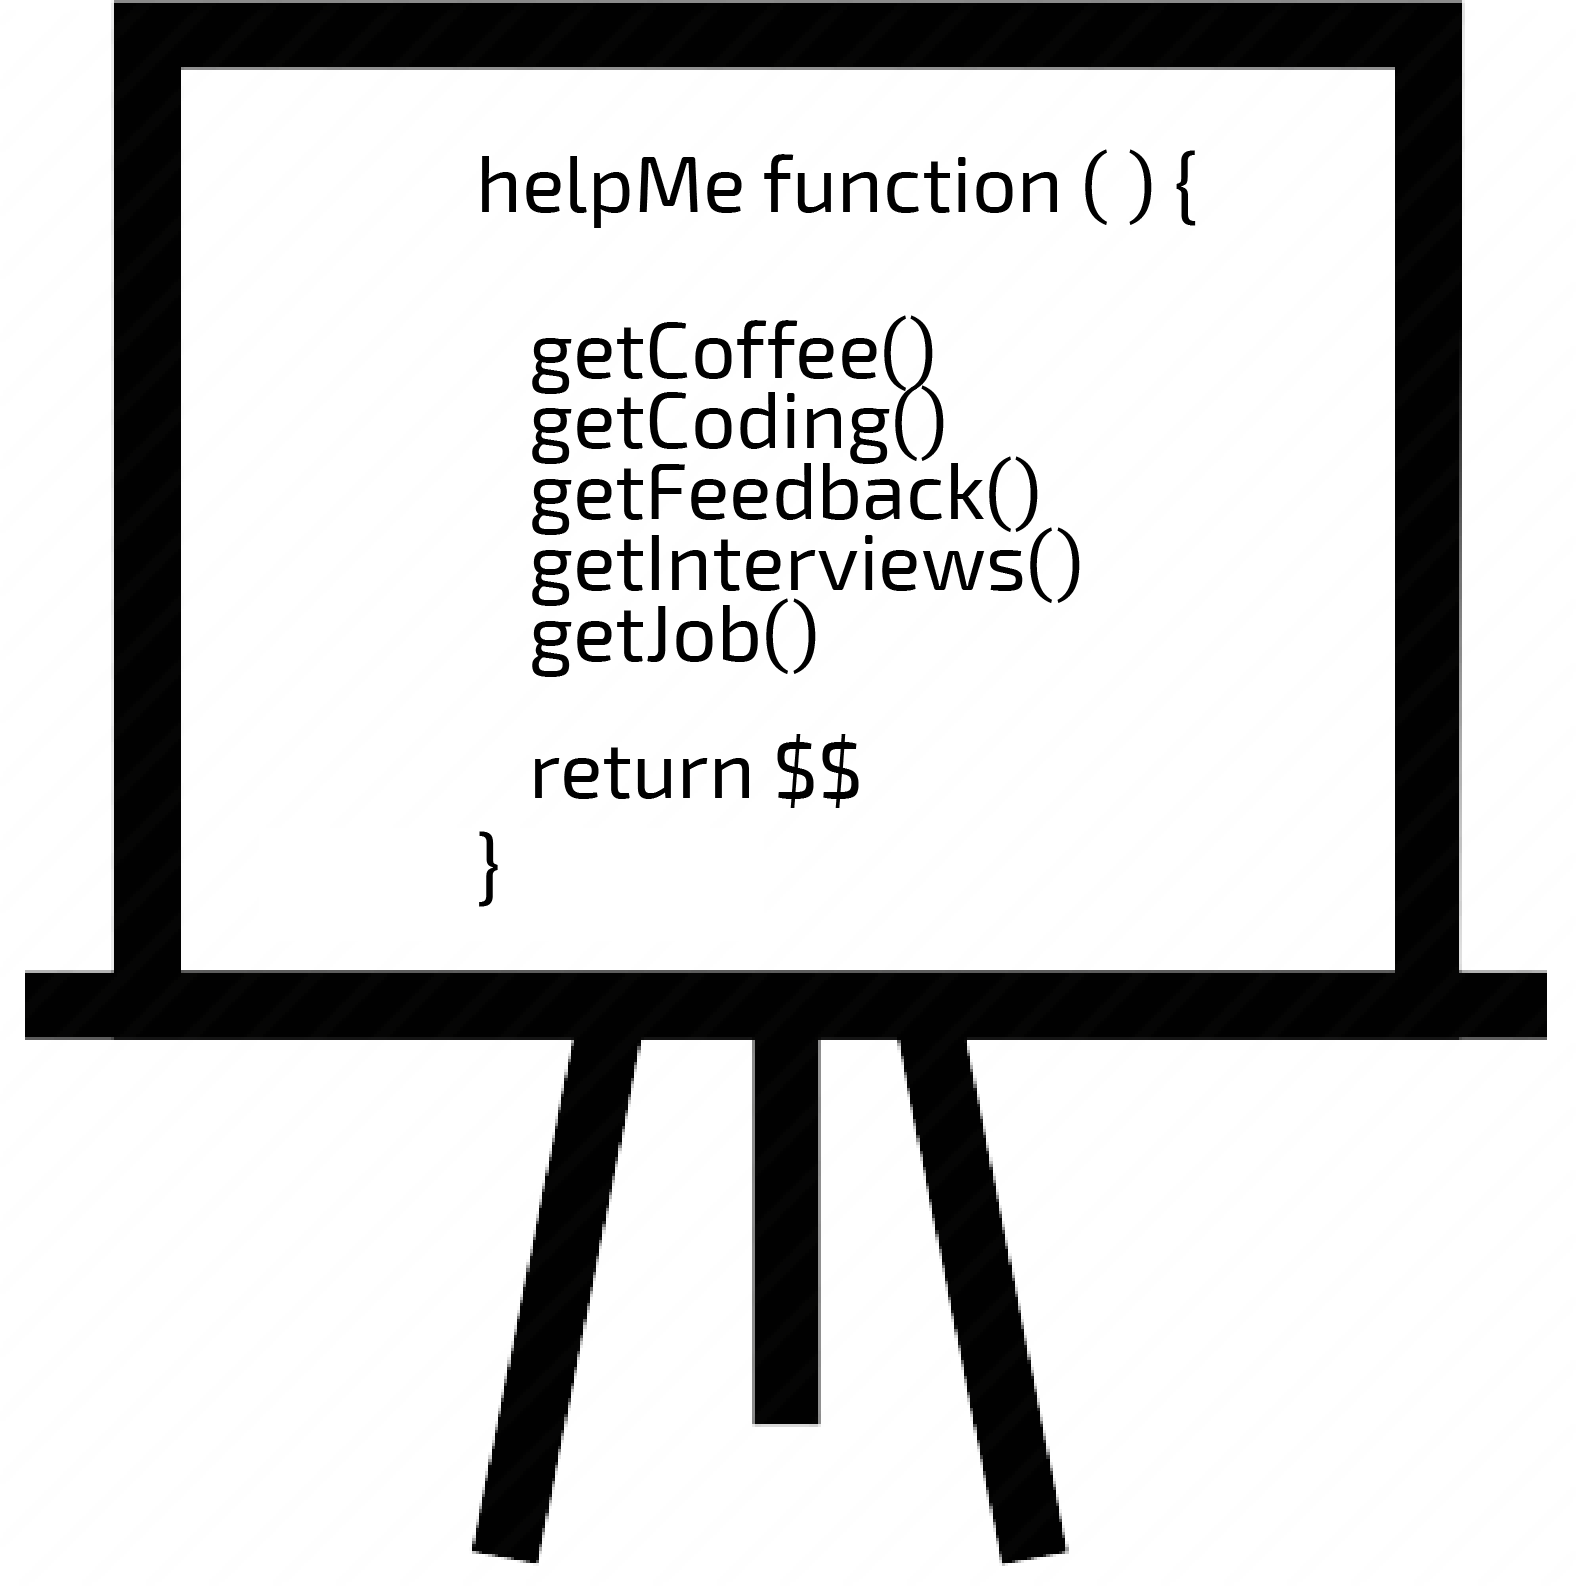 helpMe function ( ) {
getCoffee()
getCoding()
getFeedback()
getInterviews()
getJob()
return $$
}